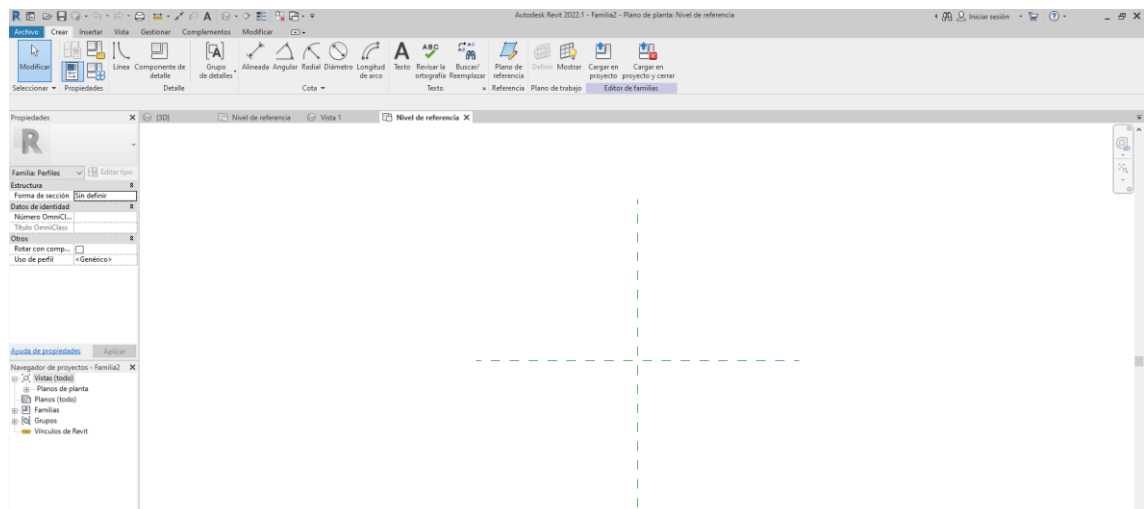 Autodesk Revit 2022.1 - Familia2 - Plano de planta: Nivel de referencia
Iniciar sesión
Archivo Crear Insertar Vista Gestionar Complementos Modificar
Modificar
Línea Componente de detalle Grupo de detalles Alineada Angular Radial Diámetro Longitud de arco Texto Revisar la ortografía Buscar/ Reemplazar Plano de referencia Definir Mostrar Cargar en proyecto Cargar en proyecto y cerrar
Seleccionar Propiedades Detalle Cota Texto Referencia Plano de trabajo Editor de familias
Propiedades
{3D} Nivel de referencia Vista 1 Nivel de referencia
Familia: Perfiles Editar tipo
Estructura
Forma de sección Sin definir
Datos de identidad
Número OmniCl...
Título OmniClass
Otros
Rotar con comp...
Uso de perfil <Genérico>
Ayuda de propiedades Aplicar
Navegador de proyectos - Familia2
Vistas (todo)
Planos de planta
Planos (todo)
Familias
Grupos
Vínculos de Revit